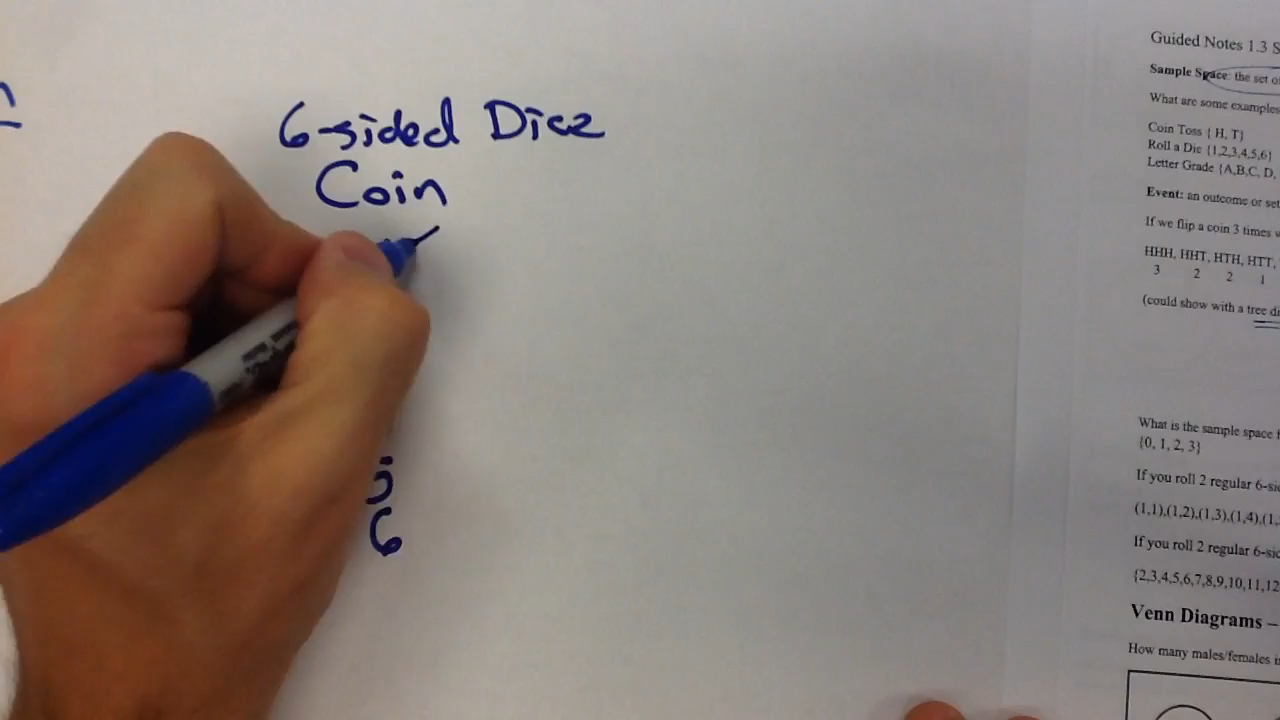 6-sided Dice
Coin
5
6
Guided Notes 1.3
Sample Space: the set
What are some examples
Coin Toss { H, T}
Roll a Die {1,2,3,4,5,6}
Letter Grade {A,B,C, D,
Event: an outcome or set
If we flip a coin 3 times
HHH, HHT, HTH, HTT,
3 2 2 1
(could show with a tree
What is the sample space
{0, 1, 2, 3}
If you roll 2 regular
(1,1),(1,2),(1,3),(1,4),(1,
If you roll 2 regular
{2,3,4,5,6,7,8,9,10,11,12
Venn Diagrams –
How many males/females